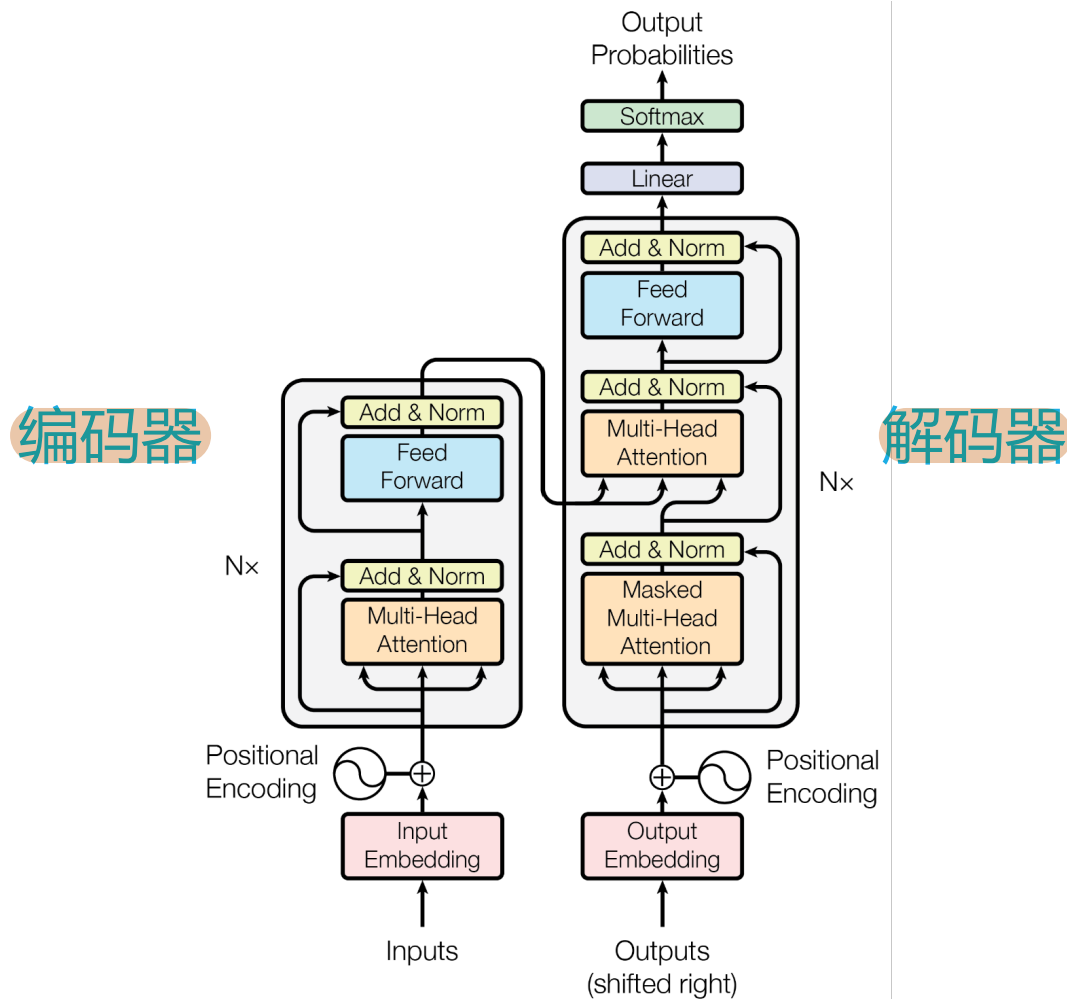 Output
Probabilities
Softmax
Linear
Add & Norm
Feed
Forward
Add & Norm
Multi-Head
Attention
Add & Norm
Masked
Multi-Head
Attention
N×
解码器
编码器
Add & Norm
Feed
Forward
Add & Norm
Multi-Head
Attention
N×
Positional
Encoding
Positional
Encoding
Input
Embedding
Output
Embedding
Inputs
Outputs
(shifted right)